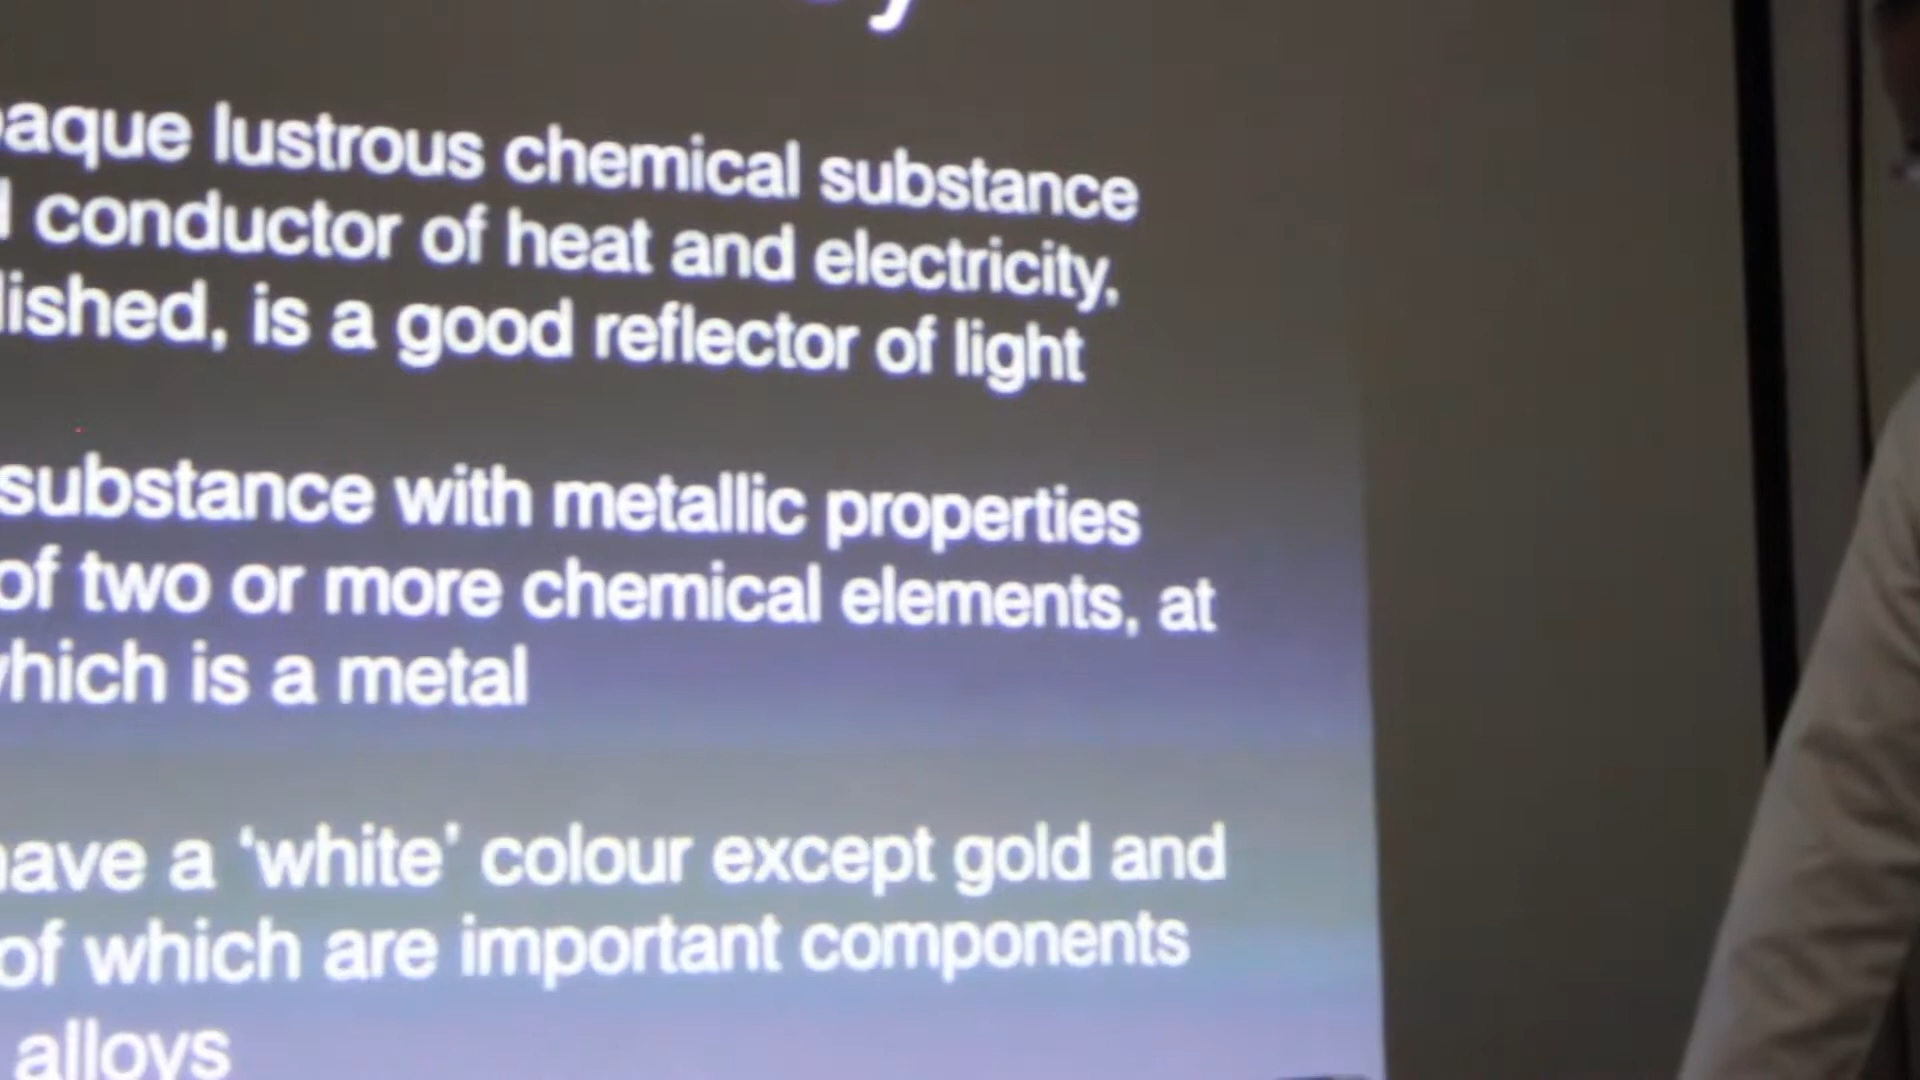 y
aque lustrous chemical substance
conductor of heat and electricity,
lished, is a good reflector of light
substance with metallic properties
of two or more chemical elements, at
which is a metal
have a ‘white’ colour except gold and
of which are important components
alloys